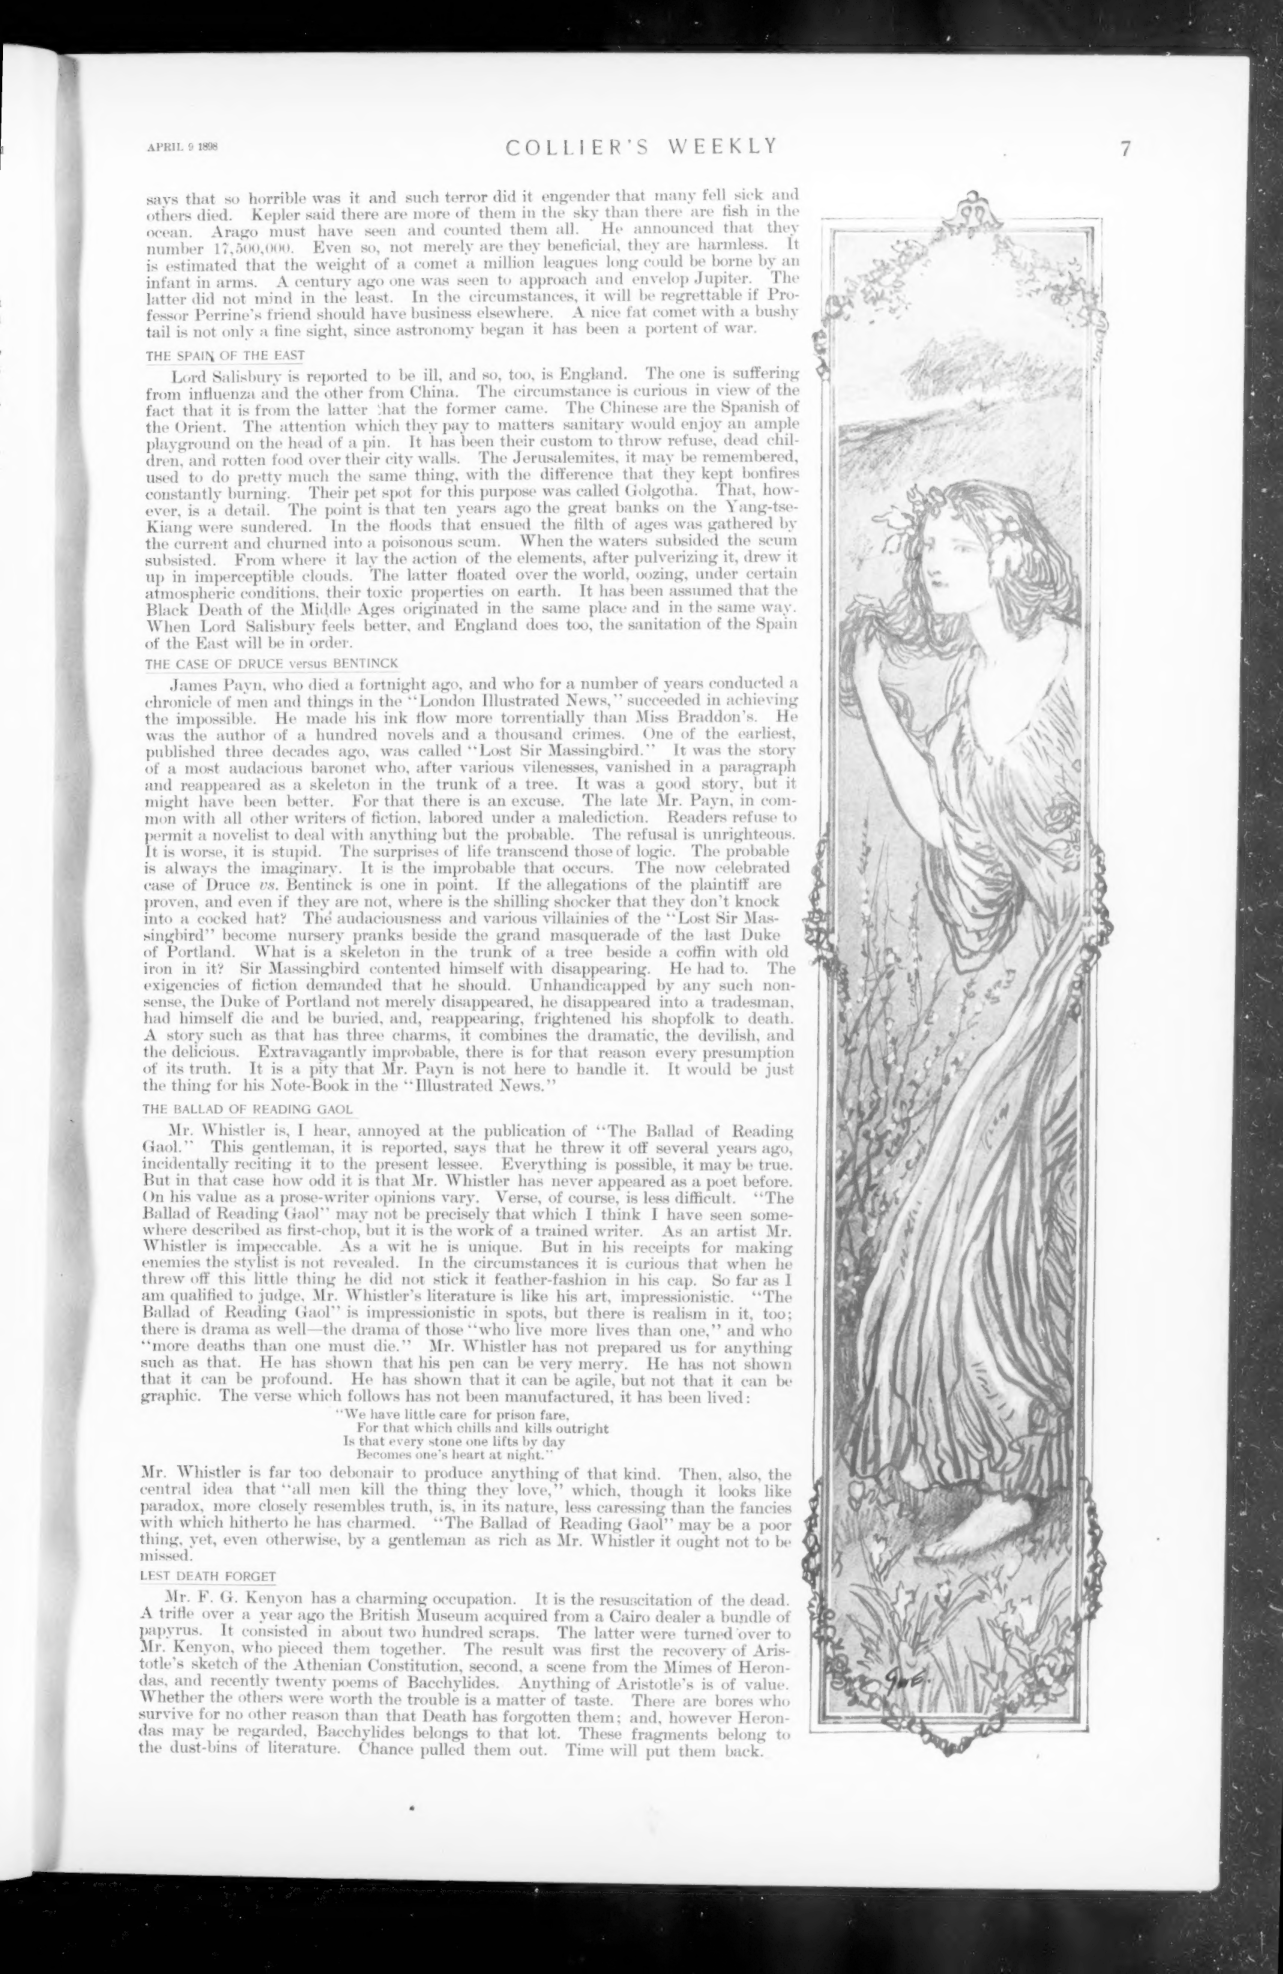 APRIL 9 1898
COLLIER'S WEEKLY
7
says that so horrible was it and such terror did it engender that many fell sick and
others died. Kepler said there are more of them in the sky than there are fish in the
ocean. Arago must have seen and counted them all. He announced that they
number 17,500,000. Even so, not merely are they beneficial, they are harmless. It
is estimated that the weight of a comet a million leagues long could be borne by an
infant in arms. A century ago one was seen to approach and envelop Jupiter. The
latter did not mind in the least. In the circumstances, it will be regrettable if Pro-
fessor Perrine's friend should have business elsewhere. A nice fat comet with a bushy
tail is not only a fine sight, since astronomy began it has been a portent of war.
THE SPAIN OF THE EAST
Lord Salisbury is reported to be ill, and so, too, is England. The one is suffering
from influenza and the other from China. The circumstance is curious in view of the
fact that it is from the latter that the former came. The Chinese are the Spanish of
the Orient. The attention which they pay to matters sanitary would enjoy an ample
playground on the head of a pin. It has been their custom to throw refuse, dead chil-
dren, and rotten food over their city walls. The Jerusalemites, it may be remembered,
used to do pretty much the same thing, with the difference that they kept bonfires
constantly burning. Their pet spot for this purpose was called Golgotha. That, how-
ever, is a detail. The point is that ten years ago the great banks on the Yang-tse-
Kiang were sundered. In the floods that ensued the filth of ages was gathered by
the current and churned into a poisonous scum. When the waters subsided the scum
subsisted. From where it lay the action of the elements, after pulverizing it, drew it
up in imperceptible clouds. The latter floated over the world, oozing, under certain
atmospheric conditions, their toxic properties on earth. It has been assumed that the
Black Death of the Middle Ages originated in the same place and in the same way.
When Lord Salisbury feels better, and England does too, the sanitation of the Spain
of the East will be in order.
THE CASE OF DRUCE versus BENTINCK
James Payn, who died a fortnight ago, and who for a number of years conducted a
chronicle of men and things in the "London Illustrated News," succeeded in achieving
the impossible. He made his ink flow more torrentially than Miss Braddon's. He
was the author of a hundred novels and a thousand crimes. One of the earliest,
published three decades ago, was called "Lost Sir Massingbird." It was the story
of a most audacious baronet who, after various vilenesses, vanished in a paragraph
and reappeared as a skeleton in the trunk of a tree. It was a good story, but it
might have been better. For that there is an excuse. The late Mr. Payn, in com-
mon with all other writers of fiction, labored under a malediction. Readers refuse to
permit a novelist to deal with anything but the probable. The refusal is unrighteous.
It is worse, it is stupid. The surprises of life transcend those of logic. The probable
is always the imaginary. It is the improbable that occurs. The now celebrated
case of Druce vs. Bentinck is one in point. If the allegations of the plaintiff are
proven, and even if they are not, where is the shilling shocker that they don't knock
into a cocked hat? The audaciousness and various villainies of the "Lost Sir Mas-
singbird" become nursery pranks beside the grand masquerade of the last Duke
of Portland. What is a skeleton in the trunk of a tree beside a coffin with old
iron in it? Sir Massingbird contented himself with disappearing. He had to. The
exigencies of fiction demanded that he should. Unhandicapped by any such non-
sense, the Duke of Portland not merely disappeared, he disappeared into a tradesman,
had himself die and be buried, and, reappearing, frightened his shopfolk to death.
A story such as that has three charms, it combines the dramatic, the devilish, and
the delicious. Extravagantly improbable, there is for that reason every presumption
of its truth. It is a pity that Mr. Payn is not here to handle it. It would be just
the thing for his Note-Book in the "Illustrated News."
THE BALLAD OF READING GAOL
Mr. Whistler is, I hear, annoyed at the publication of "The Ballad of Reading
Gaol." This gentleman, it is reported, says that he threw it off several years ago,
incidentally reciting it to the present lessee. Everything is possible, it may be true.
But in that case how odd it is that Mr. Whistler has never appeared as a poet before.
On his value as a prose-writer opinions vary. Verse, of course, is less difficult. "The
Ballad of Reading Gaol" may not be precisely that which I think I have seen some-
where described as first-chop, but it is the work of a trained writer. As an artist Mr.
Whistler is impeccable. As a wit he is unique. But in his receipts for making
enemies the stylist is not revealed. In the circumstances it is curious that when he
threw off this little thing he did not stick it feather-fashion in his cap. So far as I
am qualified to judge, Mr. Whistler's literature is like his art, impressionistic. "The
Ballad of Reading Gaol" is impressionistic in spots, but there is realism in it, too;
there is drama as well—the drama of those "who live more lives than one," and who
"more deaths than one must die." Mr. Whistler has not prepared us for anything
such as that. He has shown that his pen can be very merry. He has not shown
that it can be profound. He has shown that it can be agile, but not that it can be
graphic. The verse which follows has not been manufactured, it has been lived:
"We have little care for prison fare,
For that which chills and kills outright
Is that every stone one lifts by day
Becomes one's heart at night."
Mr. Whistler is far too debonair to produce anything of that kind. Then, also, the
central idea that "all men kill the thing they love," which, though it looks like
paradox, more closely resembles truth, is, in its nature, less caressing than the fancies
with which hitherto he has charmed. "The Ballad of Reading Gaol" may be a poor
thing, yet, even otherwise, by a gentleman as rich as Mr. Whistler it ought not to be
missed.
LEST DEATH FORGET
Mr. F. G. Kenyon has a charming occupation. It is the resuscitation of the dead.
A trifle over a year ago the British Museum acquired from a Cairo dealer a bundle of
papyrus. It consisted in about two hundred scraps. The latter were turned over to
Mr. Kenyon, who pieced them together. The result was first the recovery of Aris-
totle's sketch of the Athenian Constitution, second, a scene from the Mimes of Heron-
das, and recently twenty poems of Bacchylides. Anything of Aristotle's is of value.
Whether the others were worth the trouble is a matter of taste. There are bores who
survive for no other reason than that Death has forgotten them; and, however Heron-
das may be regarded, Bacchylides belongs to that lot. These fragments belong to
the dust-bins of literature. Chance pulled them out. Time will put them back.